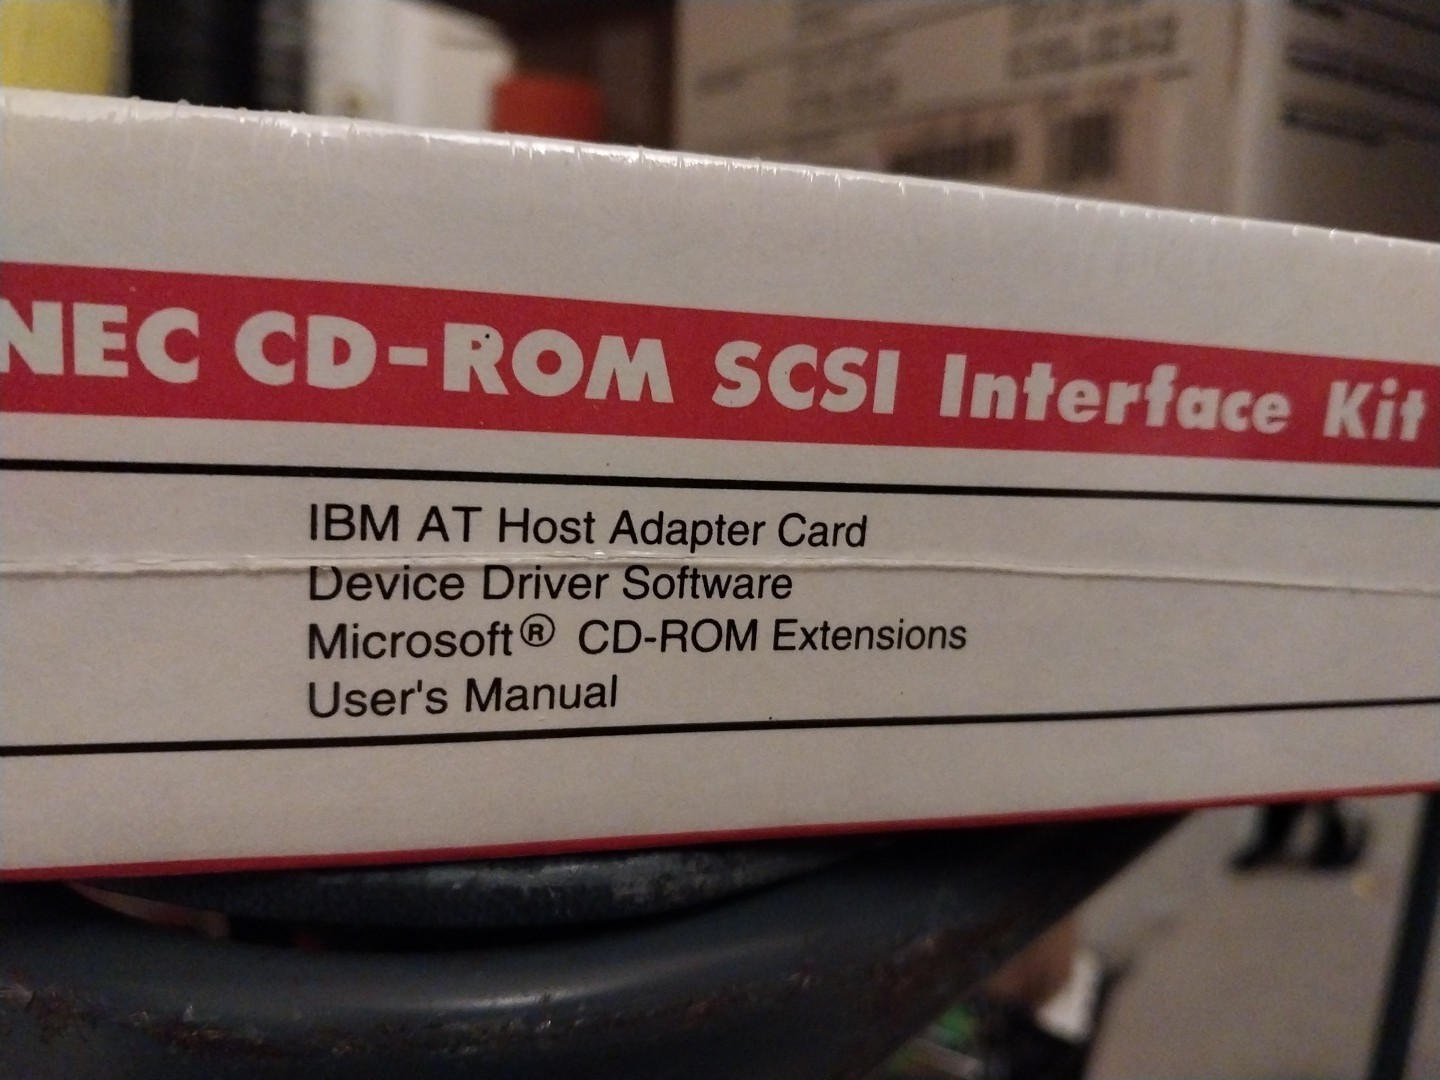 NEC CD-ROM SCSI Interface Kit
IBM AT Host Adapter Card
Device Driver Software
Microsoft® CD-ROM Extensions
User's Manual